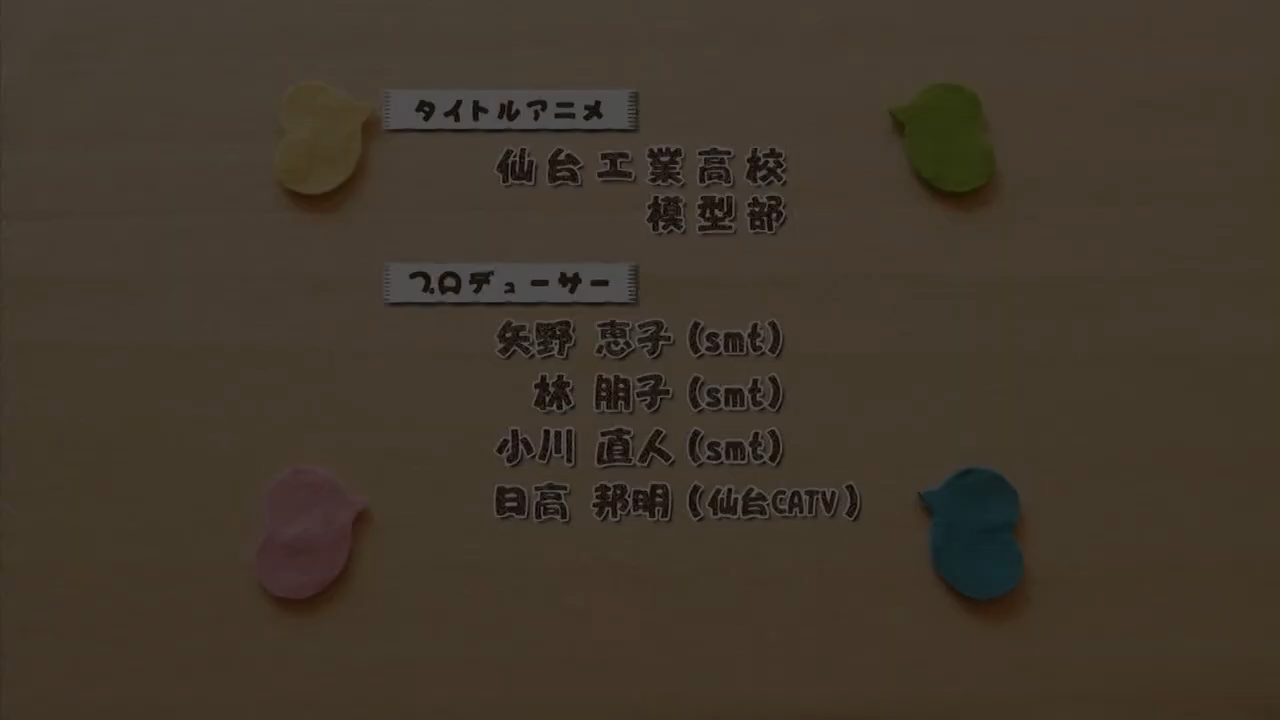 タイトルアニメ
仙台工業高校
模型部
プロデューサー
矢野 恵子(smt)
林 朋子(smt)
小川 直人(smt)
日高 邦明(仙台CATV)